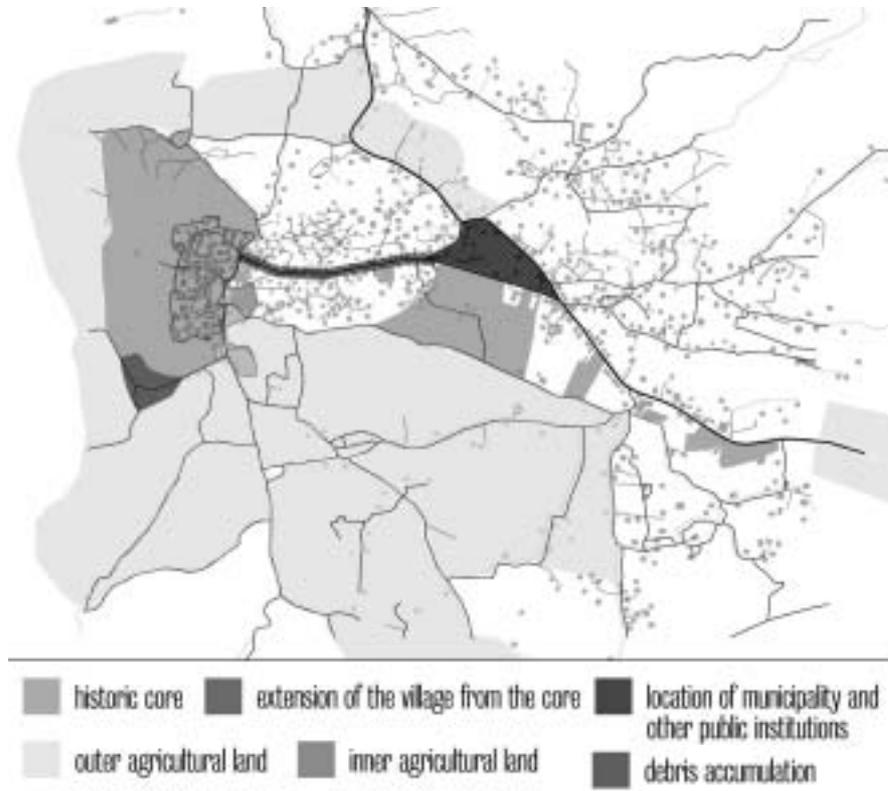 historic core
extension of the village from the core
location of municipality and
other public institutions
outer agricultural land
inner agricultural land
debris accumulation